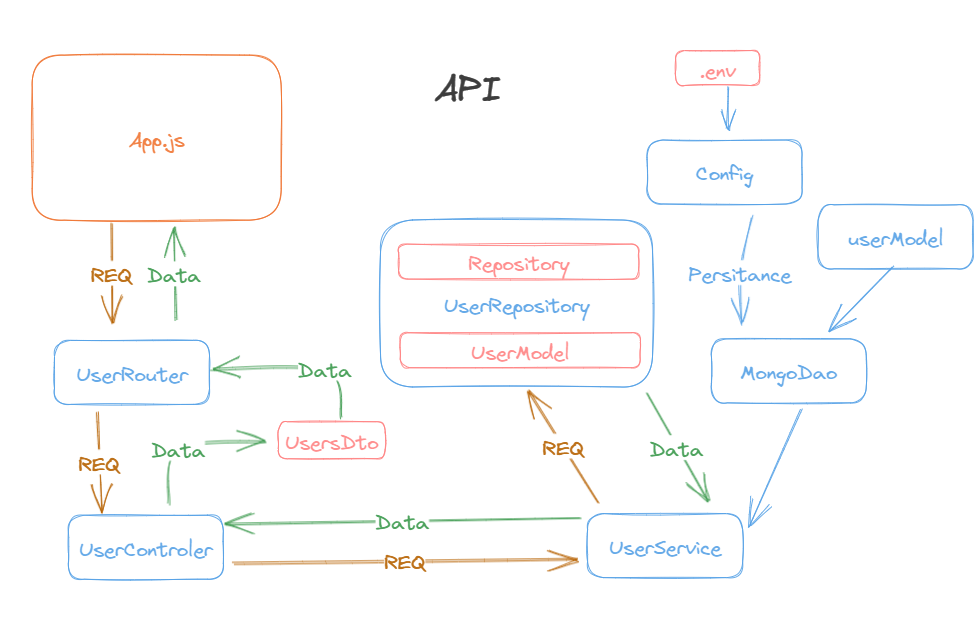 API
.env
App.js
Config
userModel
REQ
Data
Persitance
Repository
UserRepository
UserModel
UserRouter
Data
MongoDao
UsersDto
Data
REQ
REQ
Data
UserControler
Data
REQ
UserService